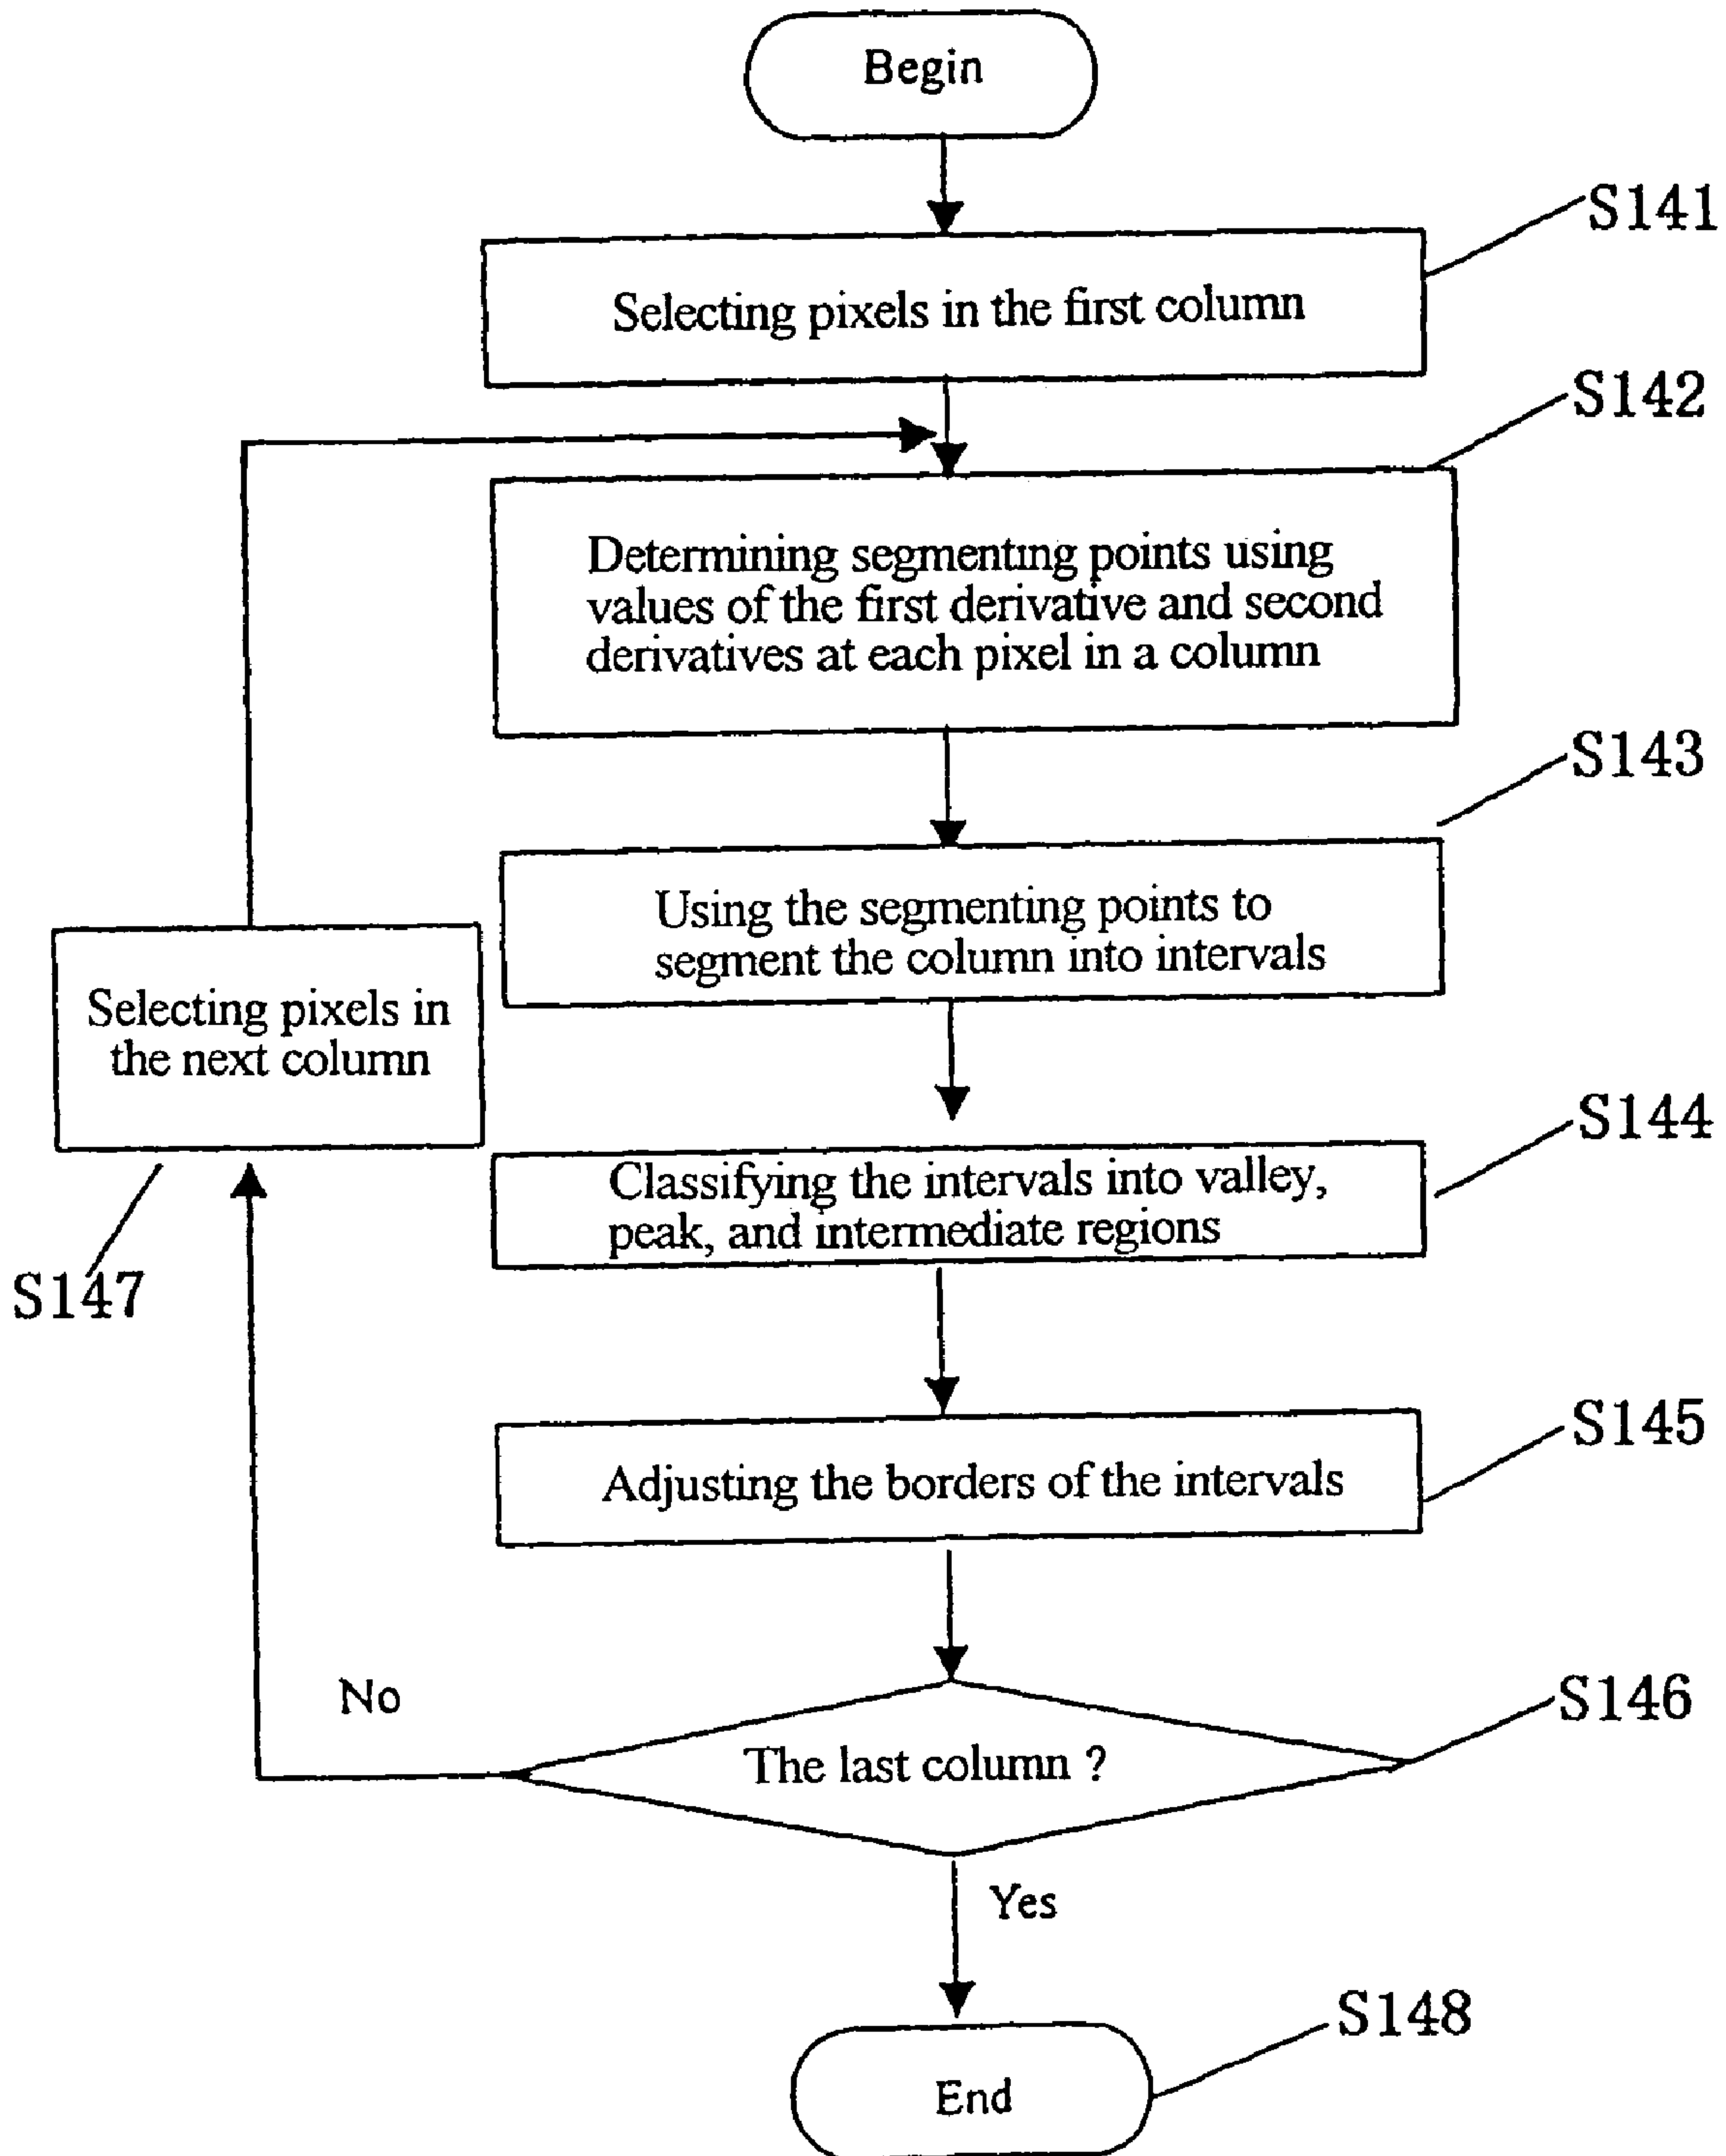 Begin
S141
Selecting pixels in the first column
S142
Determining segmenting points using
values of the first derivative and second
derivatives at each pixel in a column
S143
Using the segmenting points to
segment the column into intervals
Selecting pixels in
the next column
S144
Classifying the intervals into valley,
peak, and intermediate regions
S147
S145
Adjusting the borders of the intervals
No
S146
The last column ?
Yes
S148
End